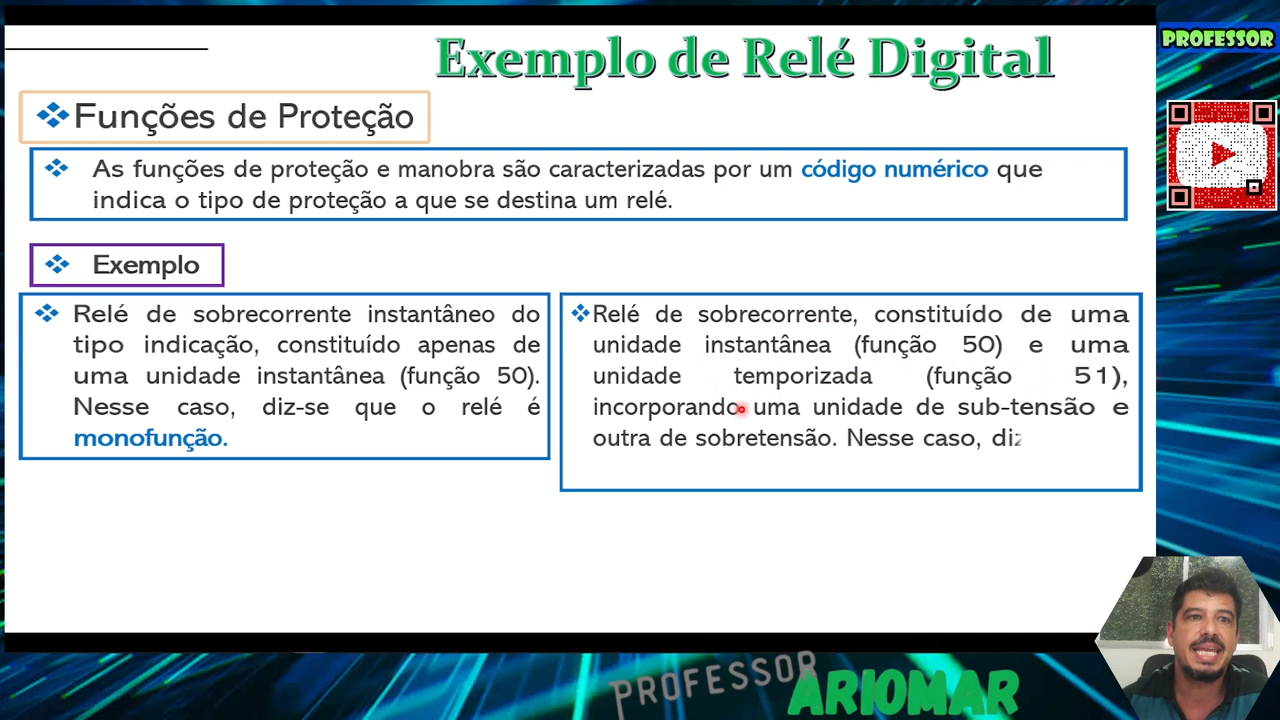 Exemplo de Relé Digital
PROFESSOR
Funções de Proteção
As funções de proteção e manobra são caracterizadas por um código numérico que
indica o tipo de proteção a que se destina um relé.
Exemplo
Relé de sobrecorrente instantâneo do
tipo indicação, constituído apenas de
uma unidade instantânea (função 50).
Nesse caso, diz-se que o relé é
monofunção.
Relé de sobrecorrente, constituído de uma
unidade instantânea (função 50) e uma
unidade temporizada (função 51),
incorporando uma unidade de sub-tensão e
outra de sobretensão. Nesse caso, diz
PROFESSOR
ARIOMAR